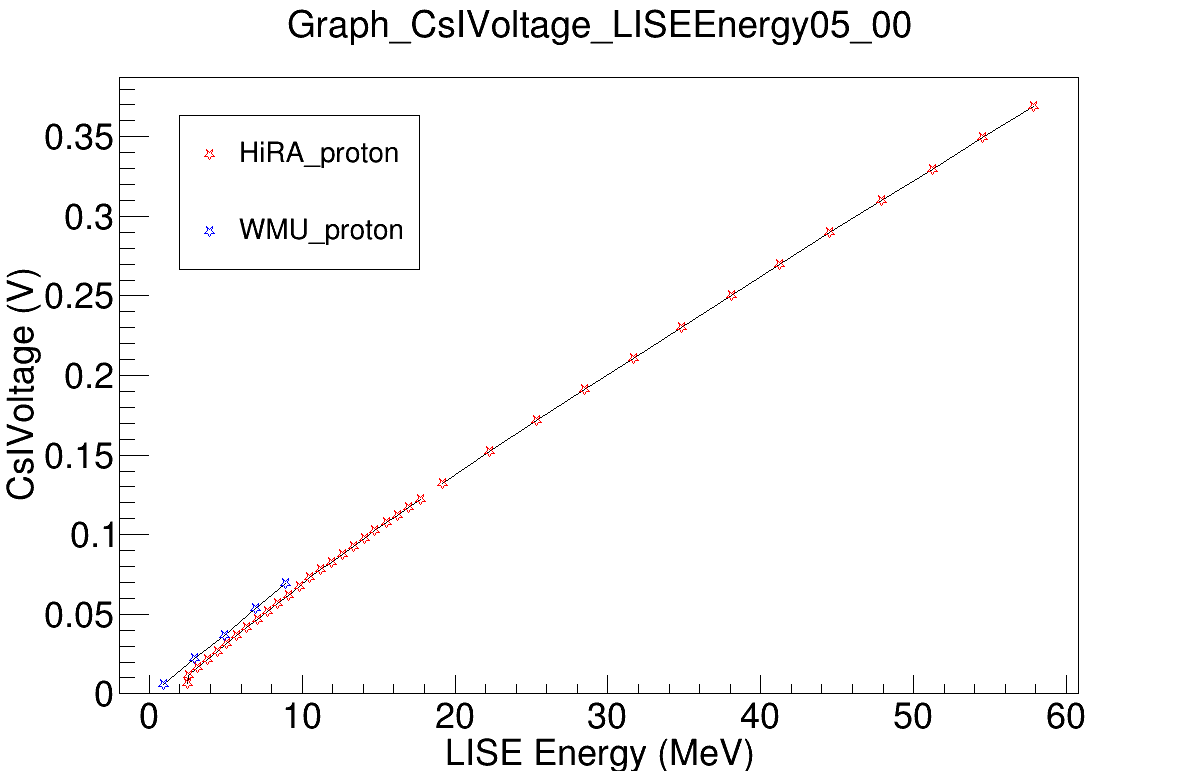 Graph_CsIVoltage_LISEEnergy05_00
HiRA_proton
WMU_proton
CsIVoltage (V)
0.35
0.3
0.25
0.2
0.15
0.1
0.05
0
0 10 20 30 40 50 60
LISE Energy (MeV)